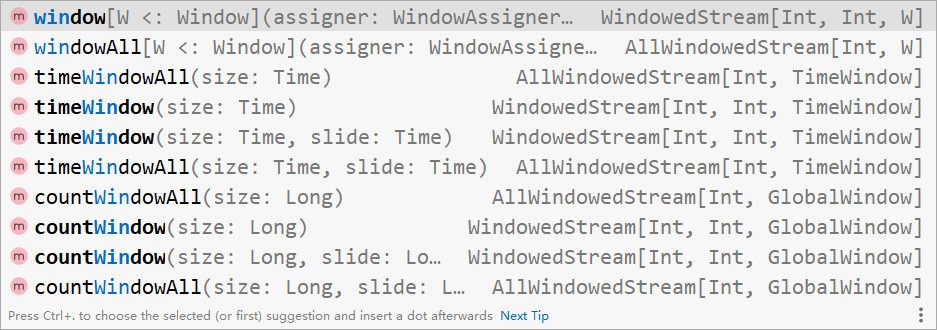 m window[W <: Window](assigner: WindowAssigner… WindowedStream[Int, Int, W]
m windowAll[W <: Window](assigner: WindowAssigne… AllWindowedStream[Int, W]
m timeWindowAll(size: Time) AllWindowedStream[Int, TimeWindow]
m timeWindow(size: Time) WindowedStream[Int, Int, TimeWindow]
m timeWindow(size: Time, slide: Time) WindowedStream[Int, Int, TimeWindow]
m timeWindowAll(size: Time, slide: Time) AllWindowedStream[Int, TimeWindow]
m countWindowAll(size: Long) AllWindowedStream[Int, GlobalWindow]
m countWindow(size: Long) WindowedStream[Int, Int, GlobalWindow]
m countWindow(size: Long, slide: Lo… WindowedStream[Int, Int, GlobalWindow]
m countWindowAll(size: Long, slide: L… AllWindowedStream[Int, GlobalWindow]
Press Ctrl+. to choose the selected (or first) suggestion and insert a dot afterwards Next Tip